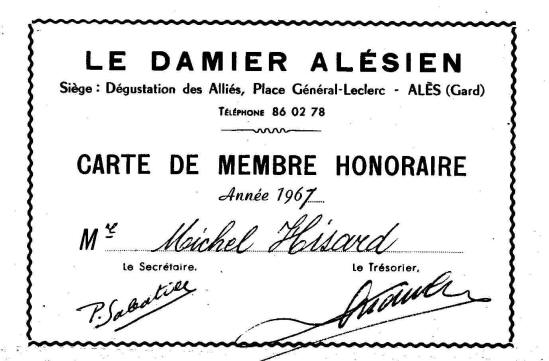 LE DAMIER ALÉSIEN
Siège : Dégustation des Alliés, Place Général-Leclerc - ALÈS (Gard)
TÉLÉPHONE 86 02 78
CARTE DE MEMBRE HONORAIRE
Année 1967
Mr Michel Hisard
Le Secrétaire. Le Trésorier,
P. Sabatier